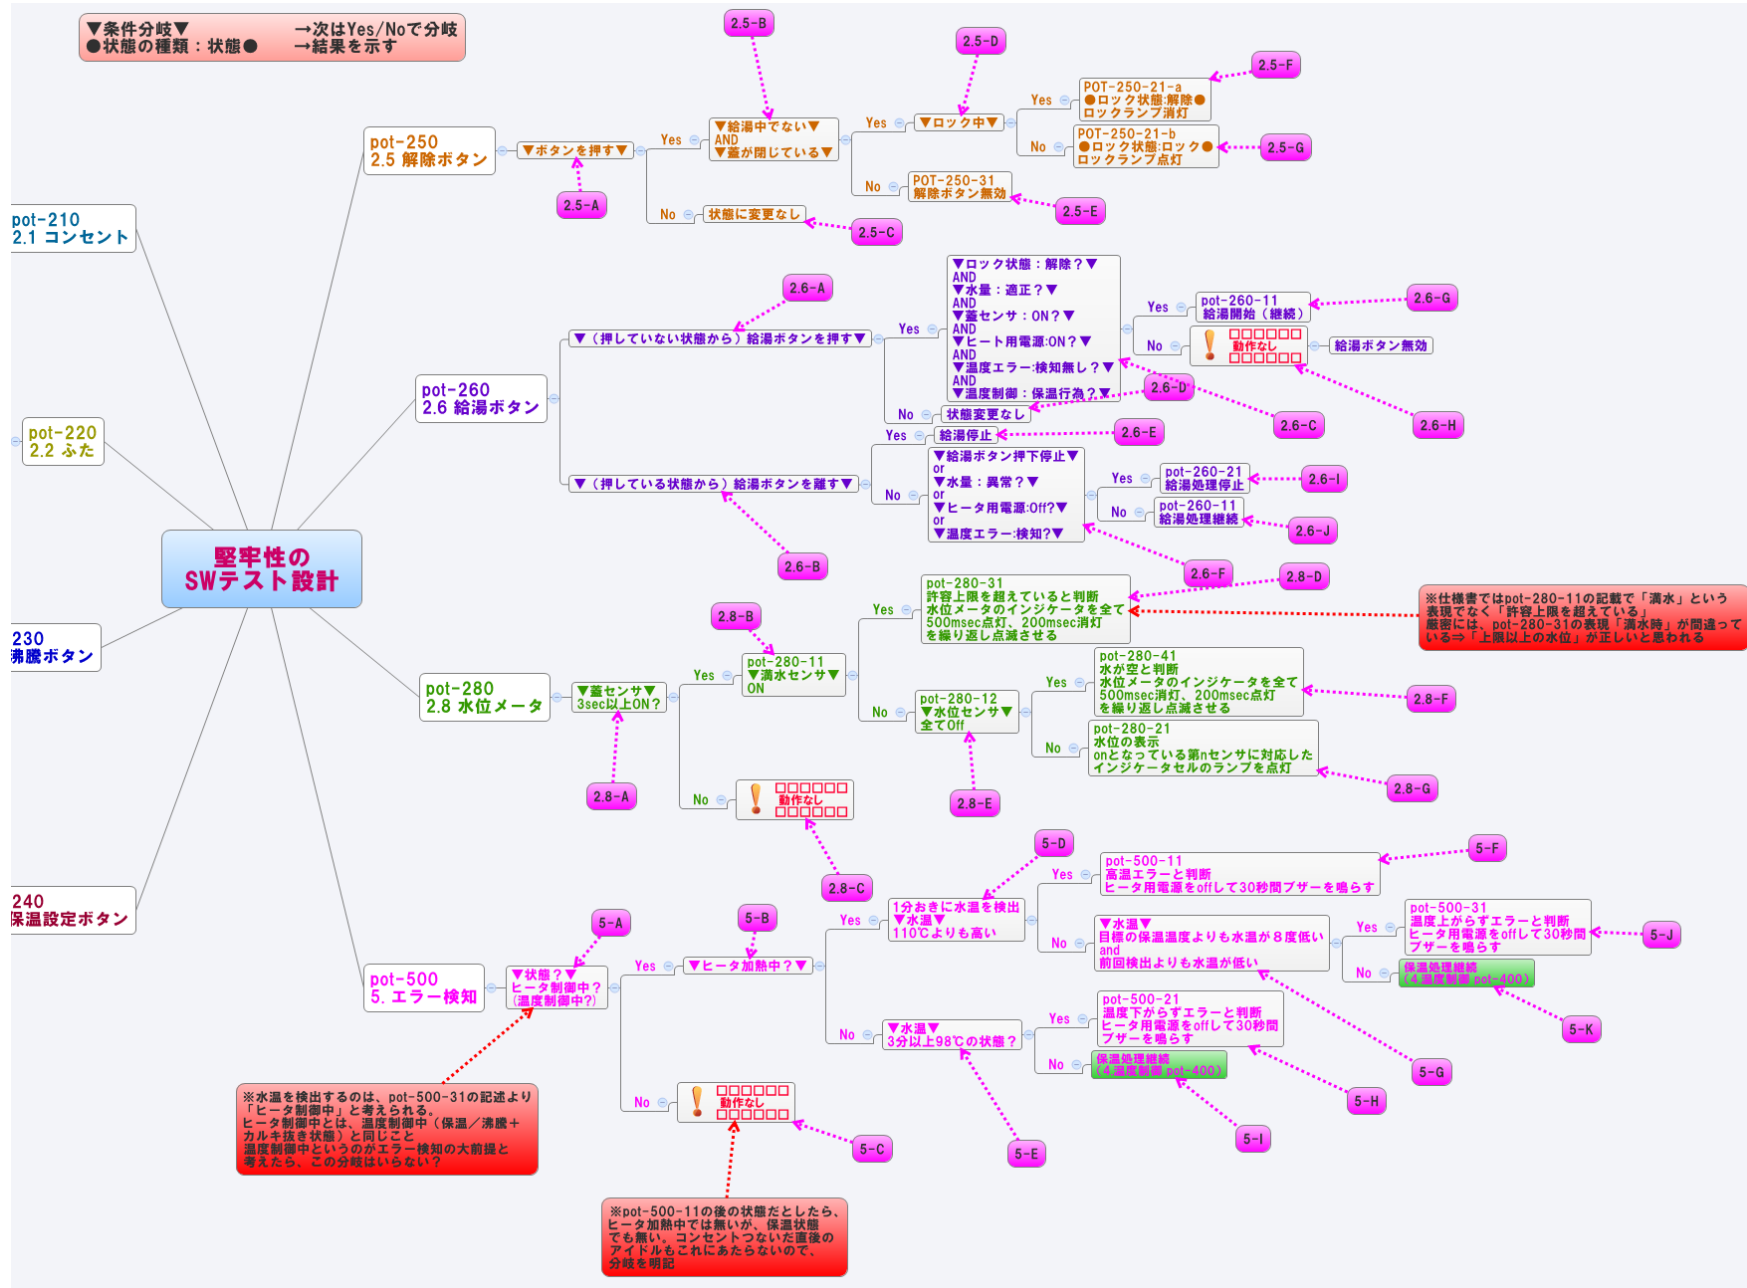 ▼条件分岐▼　→次はYes/Noで分岐
●状態の種類：状態●　→結果を示す
堅牢性の
SWテスト設計
pot-210
2.1 コンセント
pot-220
2.2 ふた
230
沸騰ボタン
240
保温設定ボタン
pot-250
2.5 解除ボタン
▼ボタンを押す▼
2.5-A
Yes
▼給湯中でない▼
AND
▼蓋が閉じている▼
2.5-B
No
状態に変更なし
2.5-C
Yes
▼ロック中▼
2.5-D
No
POT-250-31
解除ボタン無効
2.5-E
Yes
POT-250-21-a
●ロック状態:解除●
ロックランプ消灯
2.5-F
No
POT-250-21-b
●ロック状態:ロック●
ロックランプ点灯
2.5-G
pot-260
2.6 給湯ボタン
▼（押していない状態から）給湯ボタンを押す▼
2.6-A
Yes
▼ロック状態：解除？▼
AND
▼水量：適正？▼
AND
▼蓋センサ：ON？▼
AND
▼ヒート用電源:ON？▼
AND
▼温度エラー:検知無し？▼
AND
▼温度制御：保温行為？▼
2.6-C
Yes
pot-260-11
給湯開始（継続）
2.6-G
No
□□□□□□
動作なし
□□□□□□
給湯ボタン無効
2.6-H
No
状態変更なし
2.6-D
▼（押している状態から）給湯ボタンを離す▼
2.6-B
Yes
給湯停止
2.6-E
No
▼給湯ボタン押下停止▼
or
▼水量：異常？▼
or
▼ヒータ用電源:Off?▼
or
▼温度エラー:検知?▼
2.6-F
Yes
pot-260-21
給湯処理停止
2.6-I
No
pot-260-11
給湯処理継続
2.6-J
pot-280
2.8 水位メータ
▼蓋センサ▼
3sec以上ON？
2.8-A
Yes
pot-280-11
▼満水センサ▼
ON
2.8-B
No
□□□□□□
動作なし
□□□□□□
2.8-C
Yes
pot-280-31
許容上限を超えていると判断
水位メータのインジケータを全て
500msec点灯、200msec消灯
を繰り返し点滅させる
2.8-D
※仕様書ではpot-280-11の記載で「満水」という
表現でなく「許容上限を超えている」
厳密には、pot-280-31の表現「満水時」が間違って
いる⇒「上限以上の水位」が正しいと思われる
No
pot-280-12
▼水位センサ▼
全てOff
2.8-E
Yes
pot-280-41
水が空と判断
水位メータのインジケータを全て
500msec消灯、200msec点灯
を繰り返し点滅させる
2.8-F
No
pot-280-21
水位の表示
onとなっている第nセンサに対応した
インジケータセルのランプを点灯
2.8-G
pot-500
5. エラー検知
▼状態？▼
ヒータ制御中？
(温度制御中?)
5-A
Yes
▼ヒータ加熱中？▼
5-B
No
□□□□□□
動作なし
□□□□□□
5-C
Yes
1分おきに水温を検出
▼水温▼
110℃よりも高い
5-D
Yes
pot-500-11
高温エラーと判断
ヒータ用電源をoffして30秒間ブザーを鳴らす
5-F
No
▼水温▼
目標の保温温度よりも水温が８度低い
and
前回検出よりも水温が低い
5-G
Yes
pot-500-31
温度上がらずエラーと判断
ヒータ用電源をoffして30秒間
ブザーを鳴らす
5-J
No
保温処理継続
(4.温度制御 pot-400)
5-K
No
▼水温▼
3分以上98℃の状態？
5-E
Yes
pot-500-21
温度下がらずエラーと判断
ヒータ用電源をoffして30秒間
ブザーを鳴らす
5-H
No
保温処理継続
(4.温度制御 pot-400)
5-I
※水温を検出するのは、pot-500-31の記述より
「ヒータ制御中」と考えられる。
ヒータ制御中とは、温度制御中（保温／沸騰＋
カルキ抜き状態）と同じこと
温度制御中というのがエラー検知の大前提と
考えたら、この分岐はいらない？
※pot-500-11の後の状態だとしたら、
ヒータ加熱中では無いが、保温状態
でも無い。コンセントつないだ直後の
アイドルもこれにあたらないので、
分岐を明記